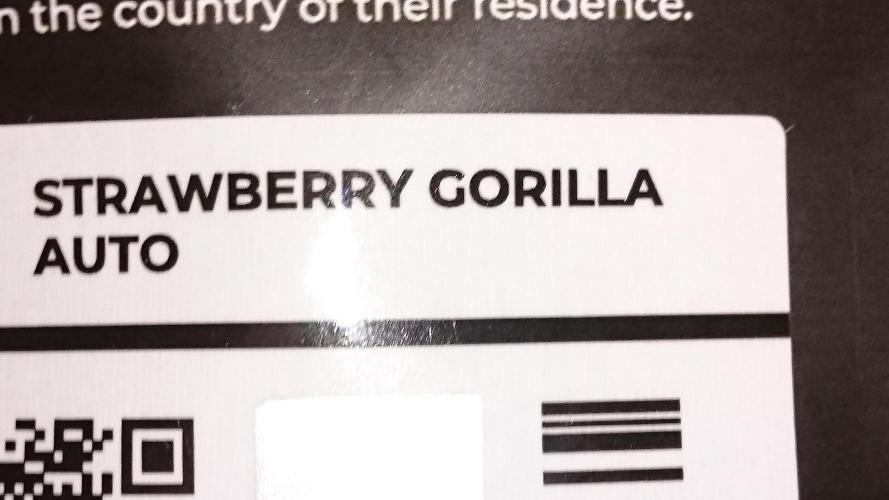 n the country of their residence.
STRAWBERRY GORILLA
AUTO